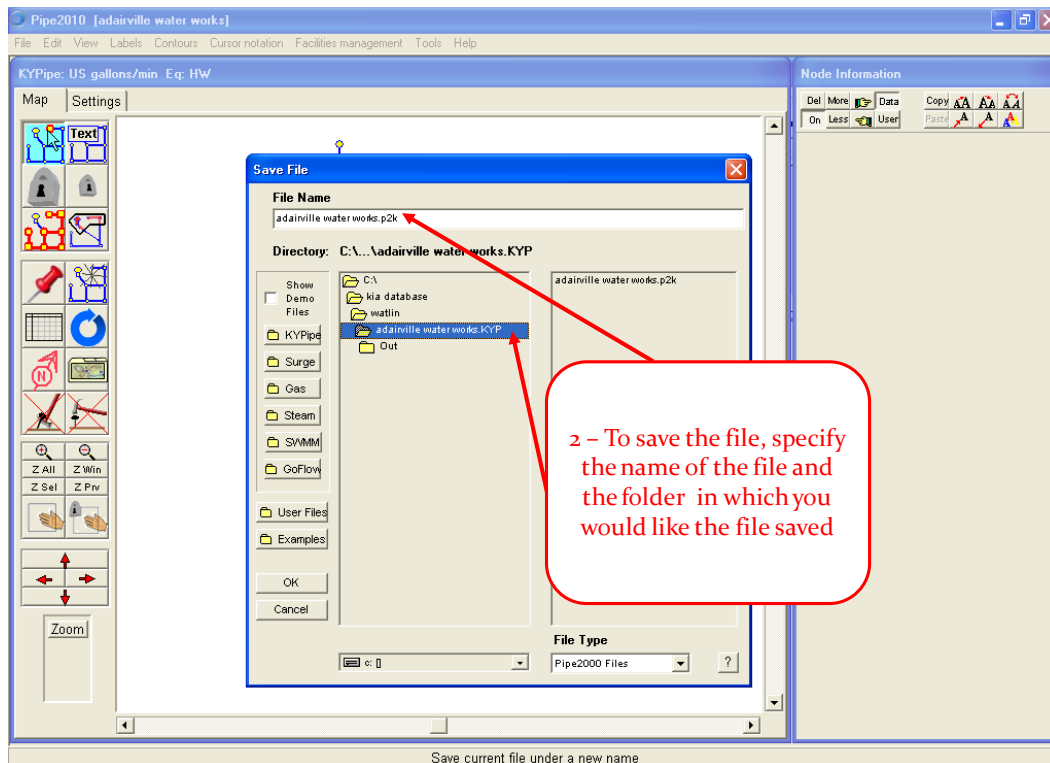 Pipe2010 [adairville water works]
File Edit View Labels Contours Cursor notation Facilities management Tools Help
KYPipe: US gallons/min Eq: HW
Node Information
Map Settings
Del More Data Copy
On Less User Paste
Text
N
Z All Z Win
Z Sel Z Prv
Zoom
Save File
File Name
adairville water works.p2k
Directory: C:\...\adairville water works.KYP
Show
Demo
Files
KYPipe
Surge
Gas
Steam
SWMM
GoFlow
User Files
Examples
OK
Cancel
C:\
kia database
watlin
adairville water works.KYP
Out
adairville water works.p2k
c: []
File Type
Pipe2000 Files
?
2 – To save the file, specify
the name of the file and
the folder in which you
would like the file saved
Save current file under a new name